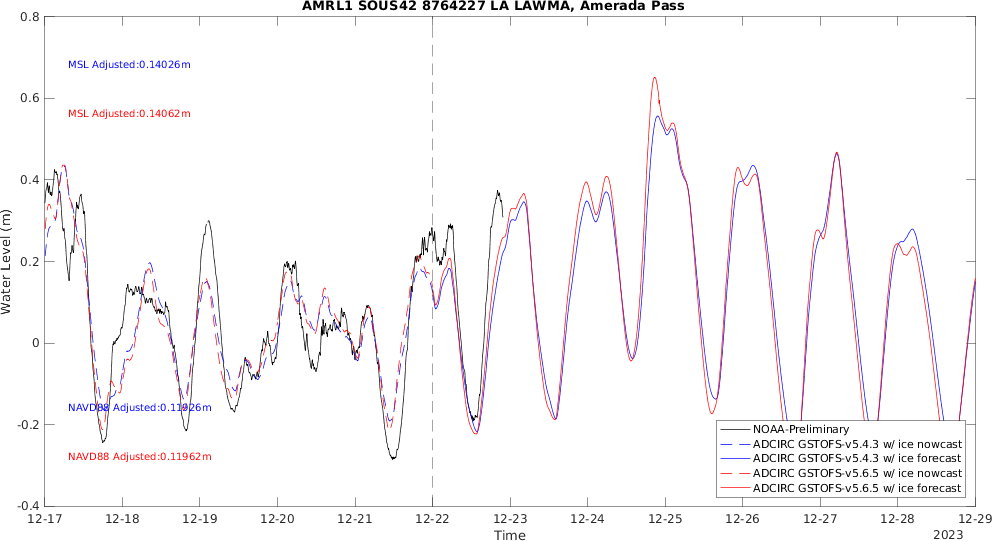 AMRL1 SOUS42 8764227 LA LAWMA, Amerada Pass
Water Level (m)
0.8
0.6
0.4
0.2
0
-0.2
-0.4
MSL Adjusted:0.14026m
MSL Adjusted:0.14062m
NAVD88 Adjusted:0.11926m
NAVD88 Adjusted:0.11962m
NOAA-Preliminary
ADCIRC GSTOFS-v5.4.3 w/ ice nowcast
ADCIRC GSTOFS-v5.4.3 w/ ice forecast
ADCIRC GSTOFS-v5.6.5 w/ ice nowcast
ADCIRC GSTOFS-v5.6.5 w/ ice forecast
12-17 12-18 12-19 12-20 12-21 12-22 12-23 12-24 12-25 12-26 12-27 12-28 12-29
Time
2023